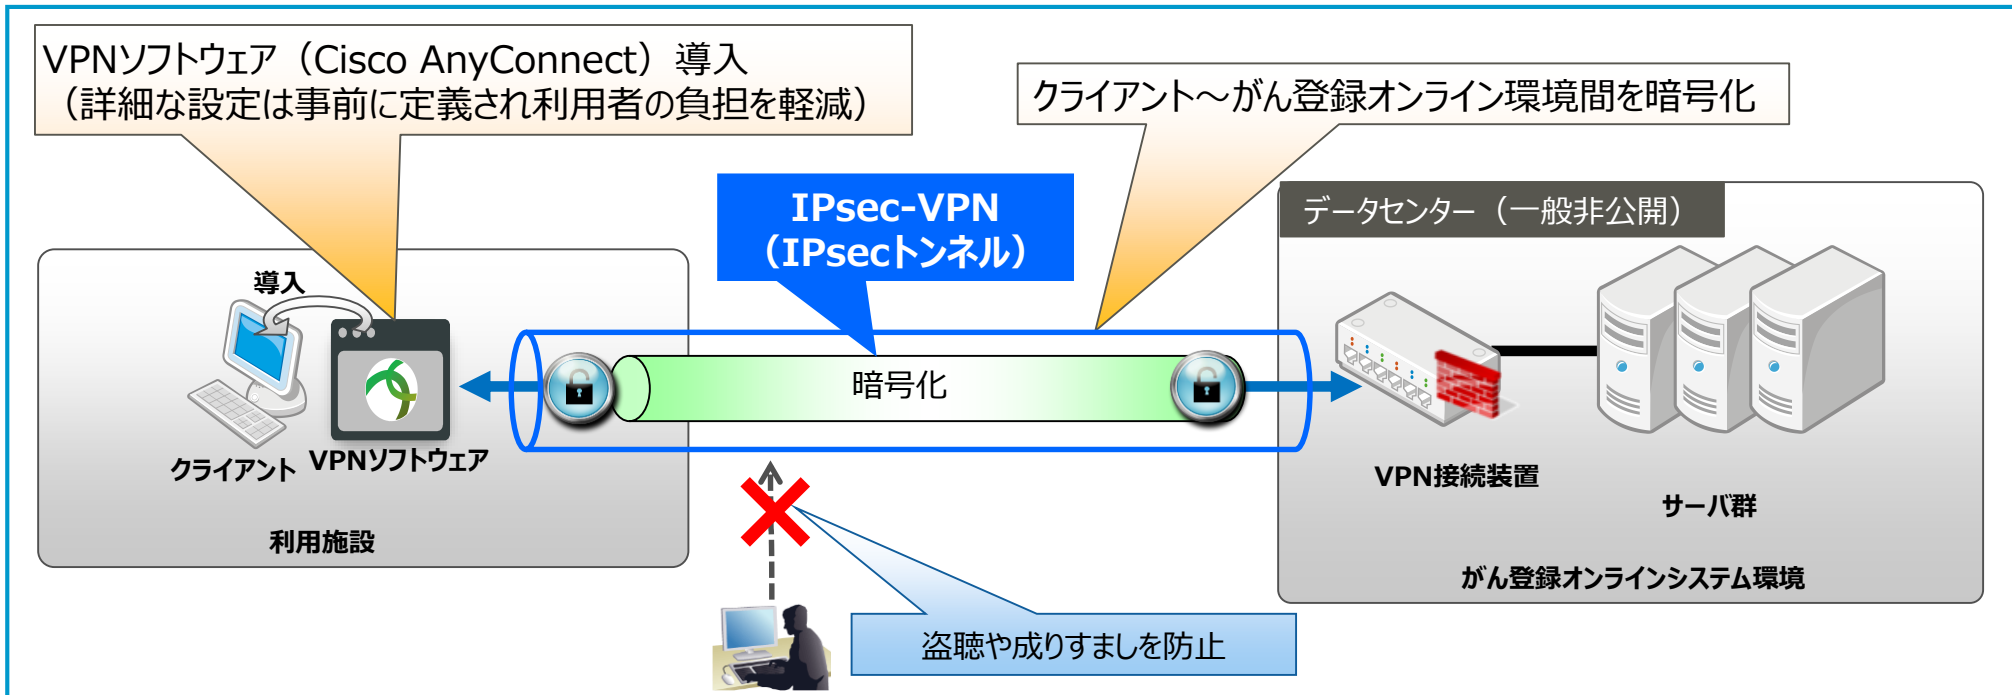 VPNソフトウェア（Cisco AnyConnect）導入
（詳細な設定は事前に定義され利用者の負担を軽減）
クライアント～がん登録オンライン環境間を暗号化
IPsec-VPN
（IPsecトンネル）
データセンター（一般非公開）
導入
暗号化
クライアント
VPNソフトウェア
利用施設
VPN接続装置
サーバ群
がん登録オンラインシステム環境
盗聴や成りすましを防止